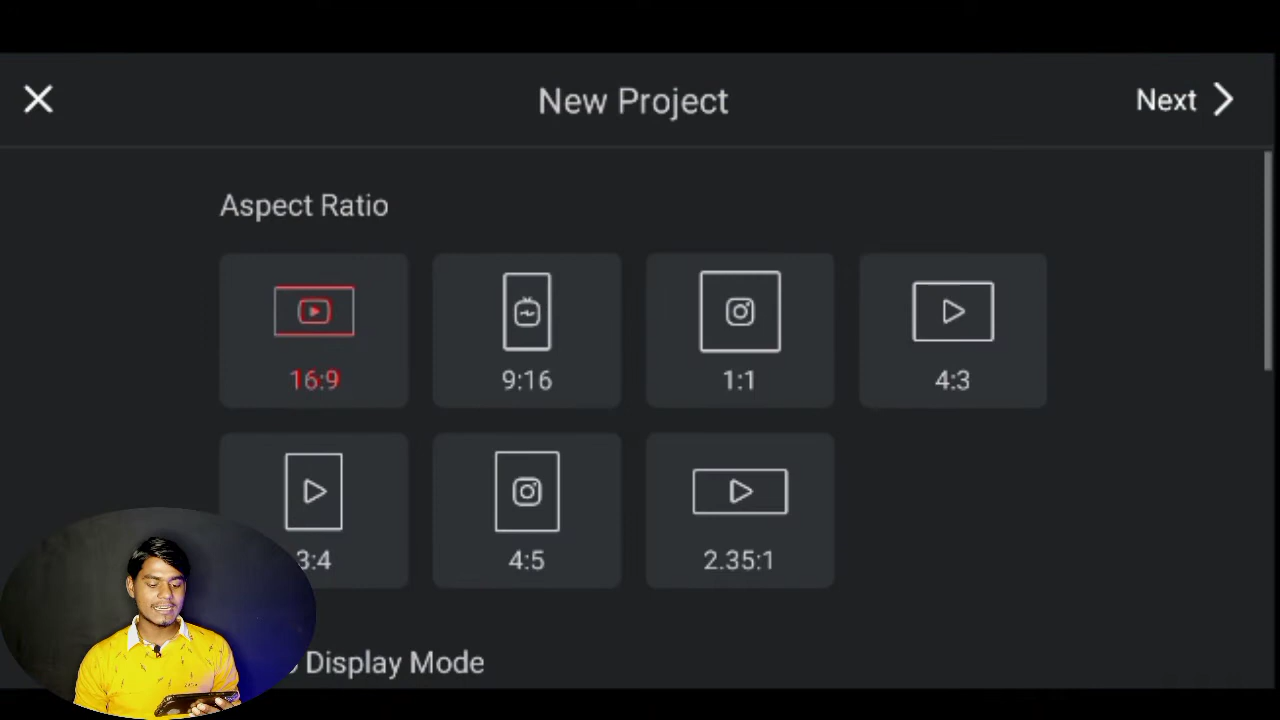 New Project
Next
Aspect Ratio
16:9
9:16
1:1
4:3
3:4
4:5
2.35:1
Display Mode